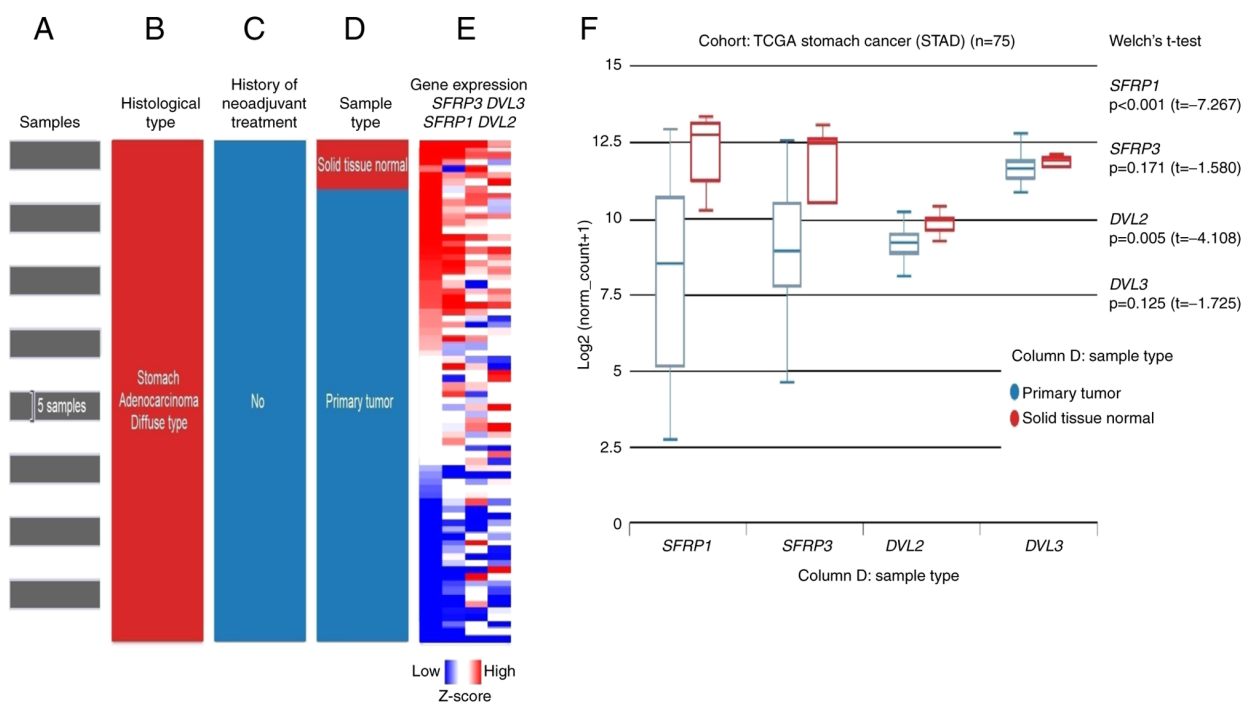 A
B
C
D
E
F
Samples
Histological
type
History of
neoadjuvant
treatment
Sample
type
Gene expression
SFRP3 DVL3
SFRP1 DVL2
5 samples
Stomach
Adenocarcinoma
Diffuse type
No
Solid tissue normal
Primary tumor
Low
High
Z-score
Cohort: TCGA stomach cancer (STAD) (n=75)
Log2 (norm_count+1)
15
12.5
10
7.5
5
2.5
0
SFRP1
SFRP3
DVL2
DVL3
Column D: sample type
Welch's t-test
SFRP1
p<0.001 (t=−7.267)
SFRP3
p=0.171 (t=−1.580)
DVL2
p=0.005 (t=−4.108)
DVL3
p=0.125 (t=−1.725)
Column D: sample type
Primary tumor
Solid tissue normal